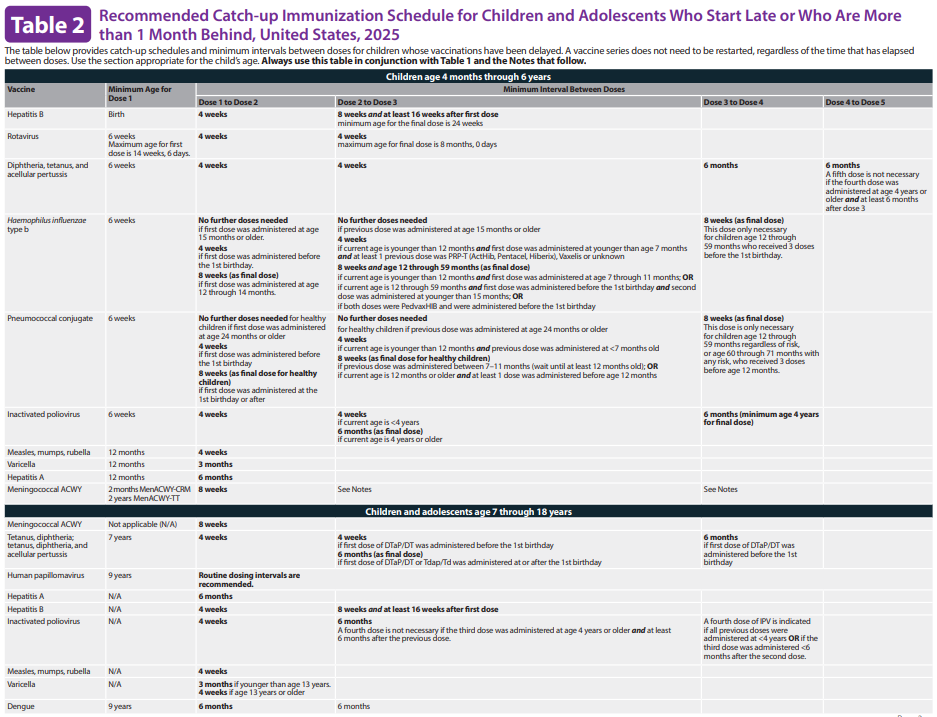 Table 2
Recommended Catch-up Immunization Schedule for Children and Adolescents Who Start Late or Who Are More
than 1 Month Behind, United States, 2025
The table below provides catch-up schedules and minimum intervals between doses for children whose vaccinations have been delayed. A vaccine series does not need to be restarted, regardless of the time that has elapsed
between doses. Use the section appropriate for the child's age. Always use this table in conjunction with Table 1 and the Notes that follow.
Children age 4 months through 6 years
Vaccine
Minimum Age for
Dose 1
Minimum Interval Between Doses
Dose 1 to Dose 2
Dose 2 to Dose 3
Dose 3 to Dose 4
Dose 4 to Dose 5
Hepatitis B
Birth
4 weeks
8 weeks and at least 16 weeks after first dose
minimum age for the final dose is 24 weeks
Rotavirus
6 weeks
Maximum age for first
dose is 14 weeks, 6 days.
4 weeks
4 weeks
maximum age for final dose is 8 months, 0 days
Diphtheria, tetanus, and
acellular pertussis
6 weeks
4 weeks
4 weeks
6 months
6 months
A fifth dose is not necessary
if the fourth dose was
administered at age 4 years or
older and at least 6 months
after dose 3
Haemophilus influenzae
type b
6 weeks
No further doses needed
if first dose was administered at age
15 months or older.
4 weeks
if first dose was administered before
the 1st birthday.
8 weeks (as final dose)
if first dose was administered at age
12 through 14 months.
No further doses needed
if previous dose was administered at age 15 months or older
4 weeks
if current age is younger than 12 months and first dose was administered at younger than age 7 months
and at least 1 previous dose was PRP-T (ActHib, Pentacel, Hiberix), Vaxelis or unknown
8 weeks and age 12 through 59 months (as final dose)
if current age is younger than 12 months and first dose was administered at age 7 through 11 months; OR
if current age is 12 through 59 months and first dose was administered before the 1st birthday and second
dose was administered at younger than 15 months; OR
if both doses were PedvaxHIB and were administered before the 1st birthday
8 weeks (as final dose)
This dose only necessary
for children age 12 through
59 months who received 3 doses
before the 1st birthday.
Pneumococcal conjugate
6 weeks
No further doses needed for healthy
children if first dose was administered
at age 24 months or older
4 weeks
if first dose was administered before
the 1st birthday
8 weeks (as final dose for healthy
children)
if first dose was administered at the
1st birthday or after
No further doses needed
for healthy children if previous dose was administered at age 24 months or older
4 weeks
if current age is younger than 12 months and previous dose was administered at <7 months old
8 weeks (as final dose for healthy children)
if previous dose was administered between 7–11 months (wait until at least 12 months old); OR
if current age is 12 months or older and at least 1 dose was administered before age 12 months
8 weeks (as final dose)
This dose is only necessary
for children age 12 through
59 months regardless of risk,
or age 60 through 71 months with
any risk, who received 3 doses
before age 12 months.
Inactivated poliovirus
6 weeks
4 weeks
4 weeks
if current age is <4 years
6 months (as final dose)
if current age is 4 years or older
6 months (minimum age 4 years
for final dose)
Measles, mumps, rubella
12 months
4 weeks
Varicella
12 months
3 months
Hepatitis A
12 months
6 months
Meningococcal ACWY
2 months MenACWY-CRM
2 years MenACWY-TT
8 weeks
See Notes
See Notes
Children and adolescents age 7 through 18 years
Meningococcal ACWY
Not applicable (N/A)
8 weeks
Tetanus, diphtheria;
tetanus, diphtheria, and
acellular pertussis
7 years
4 weeks
4 weeks
if first dose of DTaP/DT was administered before the 1st birthday
6 months (as final dose)
if first dose of DTaP/DT or Tdap/Td was administered at or after the 1st birthday
6 months
if first dose of DTaP/DT was
administered before the 1st
birthday
Human papillomavirus
9 years
Routine dosing intervals are
recommended.
Hepatitis A
N/A
6 months
Hepatitis B
N/A
4 weeks
8 weeks and at least 16 weeks after first dose
Inactivated poliovirus
N/A
4 weeks
6 months
A fourth dose is not necessary if the third dose was administered at age 4 years or older and at least
6 months after the previous dose.
A fourth dose of IPV is indicated
if all previous doses were
administered at <4 years OR if the
third dose was administered <6
months after the second dose.
Measles, mumps, rubella
N/A
4 weeks
Varicella
N/A
3 months if younger than age 13 years.
4 weeks if age 13 years or older
Dengue
9 years
6 months
6 months